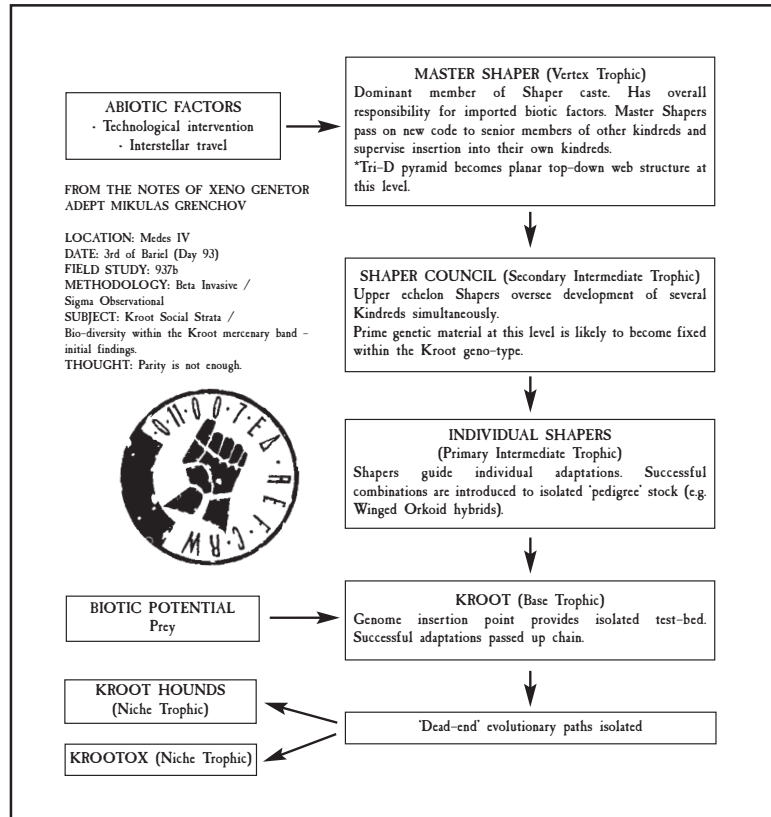 ABIOTIC FACTORS
· Technological intervention
· Interstellar travel
MASTER SHAPER (Vertex Trophic)
Dominant member of Shaper caste. Has overall
responsibility for imported biotic factors. Master Shapers
pass on new code to senior members of other kindreds and
supervise insertion into their own kindreds.
*Tri-D pyramid becomes planar top-down web structure at
this level.
FROM THE NOTES OF XENO GENETOR
ADEPT MIKULAS GRENCHOV
LOCATION: Medes IV
DATE: 3rd of Bariel (Day 93)
FIELD STUDY: 937b
METHODOLOGY: Beta Invasive /
Sigma Observational
SUBJECT: Kroot Social Strata /
Bio-diversity within the Kroot mercenary band -
initial findings.
THOUGHT: Parity is not enough.
SHAPER COUNCIL (Secondary Intermediate Trophic)
Upper echelon Shapers oversee development of several
Kindreds simultaneously.
Prime genetic material at this level is likely to become fixed
within the Kroot geno-type.
INDIVIDUAL SHAPERS
(Primary Intermediate Trophic)
Shapers guide individual adaptations. Successful
combinations are introduced to isolated 'pedigree' stock (e.g.
Winged Orkoid hybrids).
BIOTIC POTENTIAL
Prey
KROOT (Base Trophic)
Genome insertion point provides isolated test-bed.
Successful adaptations passed up chain.
KROOT HOUNDS
(Niche Trophic)
'Dead-end' evolutionary paths isolated
KROOTOX (Niche Trophic)